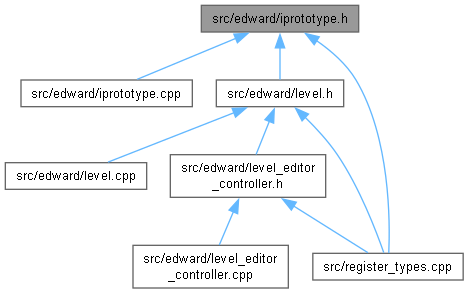 src/edward/iprototype.h
src/edward/iprototype.cpp
src/edward/level.h
src/edward/level.cpp
src/edward/level_editor
_controller.h
src/edward/level_editor
_controller.cpp
src/register_types.cpp